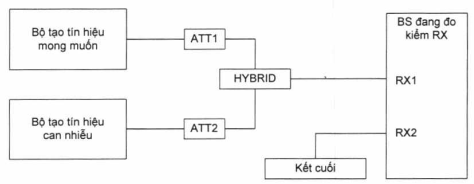 Bộ tạo tín hiệu
mong muốn
ATT1
BS đang đo
kiểm RX
HYBRID
RX1
Bộ tạo tín hiệu
can nhiễu
ATT2
RX2
Kết cuối